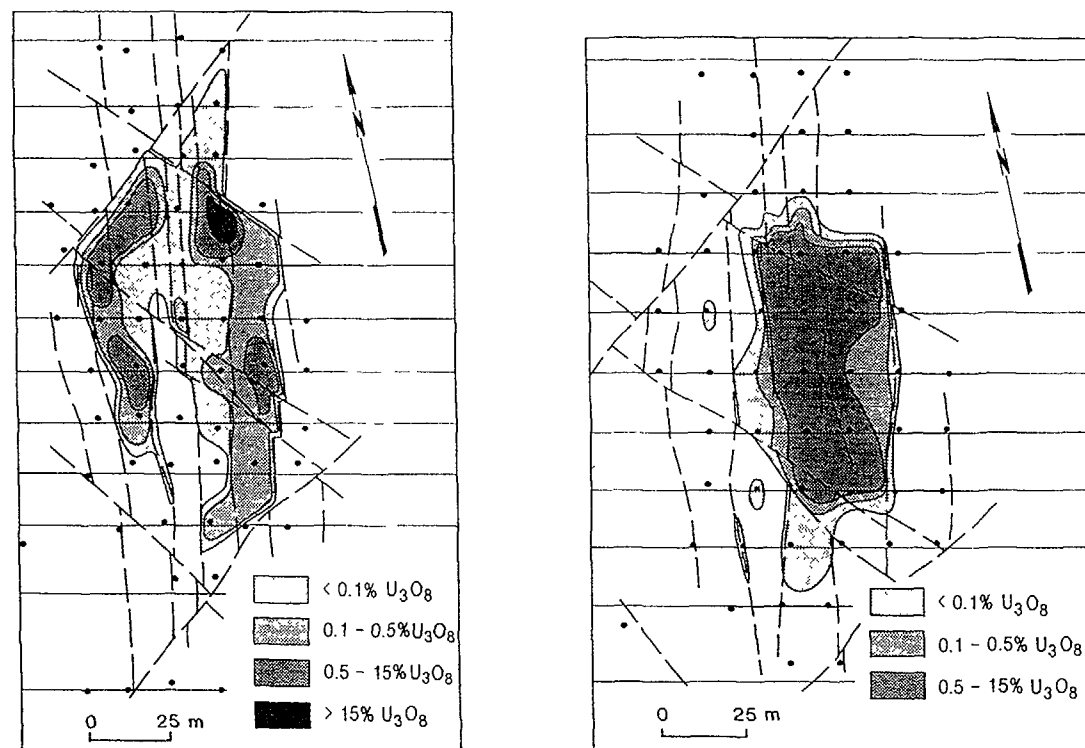 N
< 0.1% U3O8
0.1 – 0.5% U3O8
0.5 – 15% U3O8
> 15% U3O8
0 25 m
N
< 0.1% U3O8
0.1 – 0.5% U3O8
0.5 – 15% U3O8
0 25 m